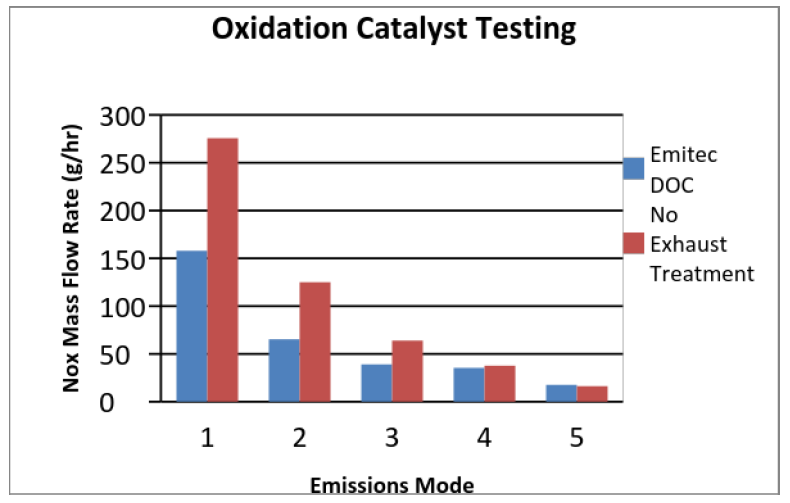 Oxidation Catalyst Testing
Nox Mass Flow Rate (g/hr)
300
250
200
150
100
50
0
1 2 3 4 5
Emissions Mode
Emitec
DOC
No
Exhaust
Treatment